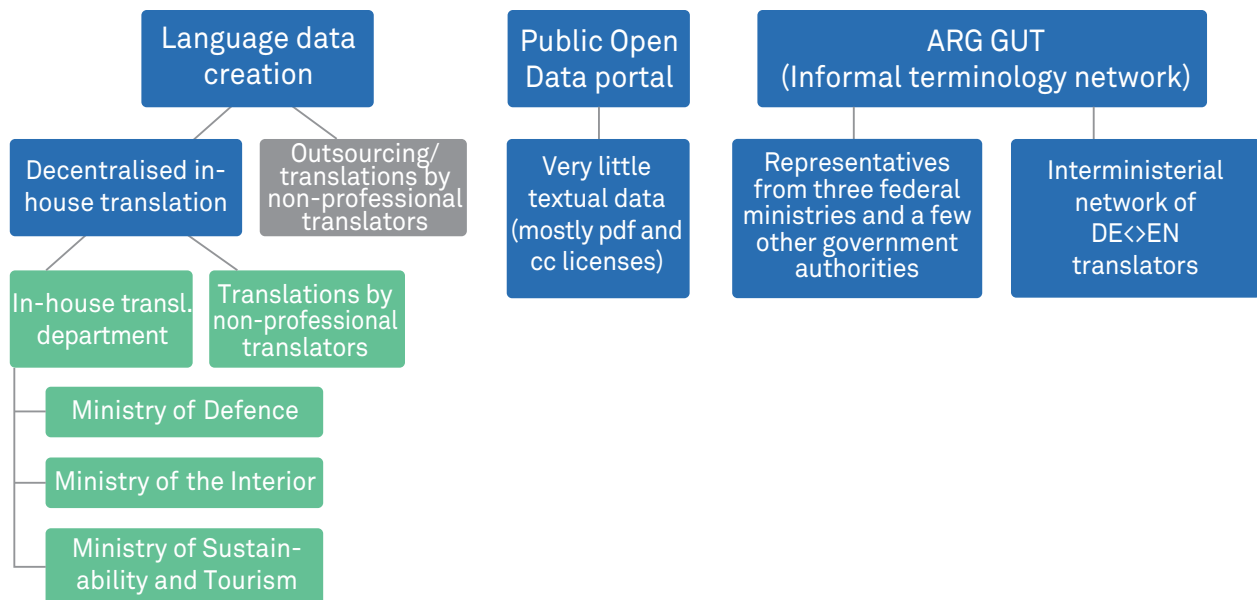 Language data
creation
Public Open
Data portal
ARG GUT
(Informal terminology network)
Decentralised in-
house translation
Outsourcing/
translations by
non-professional
translators
Very little
textual data
(mostly pdf and
cc licenses)
Representatives
from three federal
ministries and a few
other government
authorities
Interministerial
network of
DE<>EN
translators
In-house transl.
department
Translations by
non-professional
translators
Ministry of Defence
Ministry of the Interior
Ministry of Sustain-
ability and Tourism